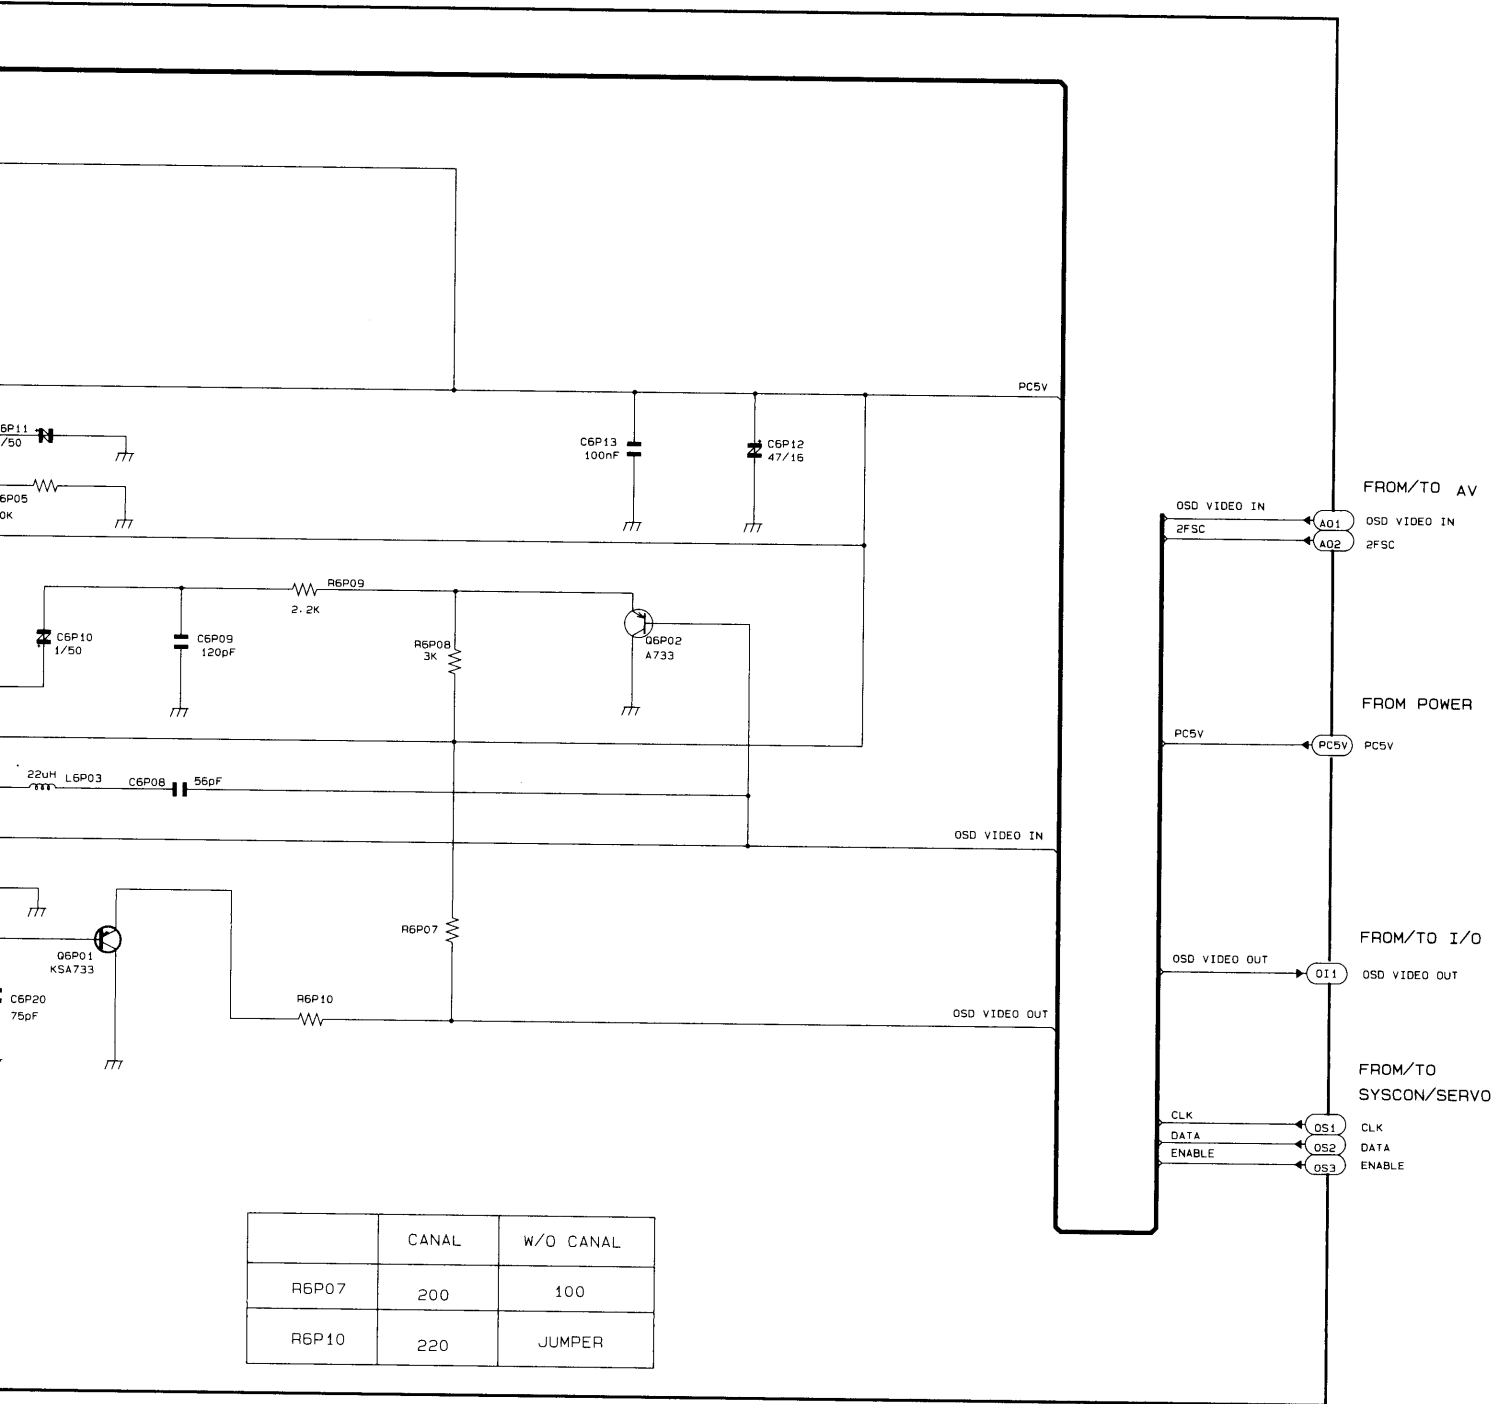 PC5V
6P11
/50
C6P13
100nF
C6P12
47/16
6P05
0K
FROM/TO AV
OSD VIDEO IN
A01
OSD VIDEO IN
2FSC
A02
2FSC
R6P09
2.2K
C6P10
1/50
C6P09
120pF
R6P08
3K
Q6P02
A733
FROM POWER
PC5V
PC5V
PC5V
22uH L6P03
C6P08
56pF
OSD VIDEO IN
R6P07
Q6P01
KSA733
C6P20
75pF
R6P10
OSD VIDEO OUT
FROM/TO I/O
OSD VIDEO OUT
OI1
OSD VIDEO OUT
FROM/TO
SYSCON/SERVO
CLK
OS1
CLK
DATA
OS2
DATA
ENABLE
OS3
ENABLE
CANAL W/O CANAL
R6P07 200 100
R6P10 220 JUMPER